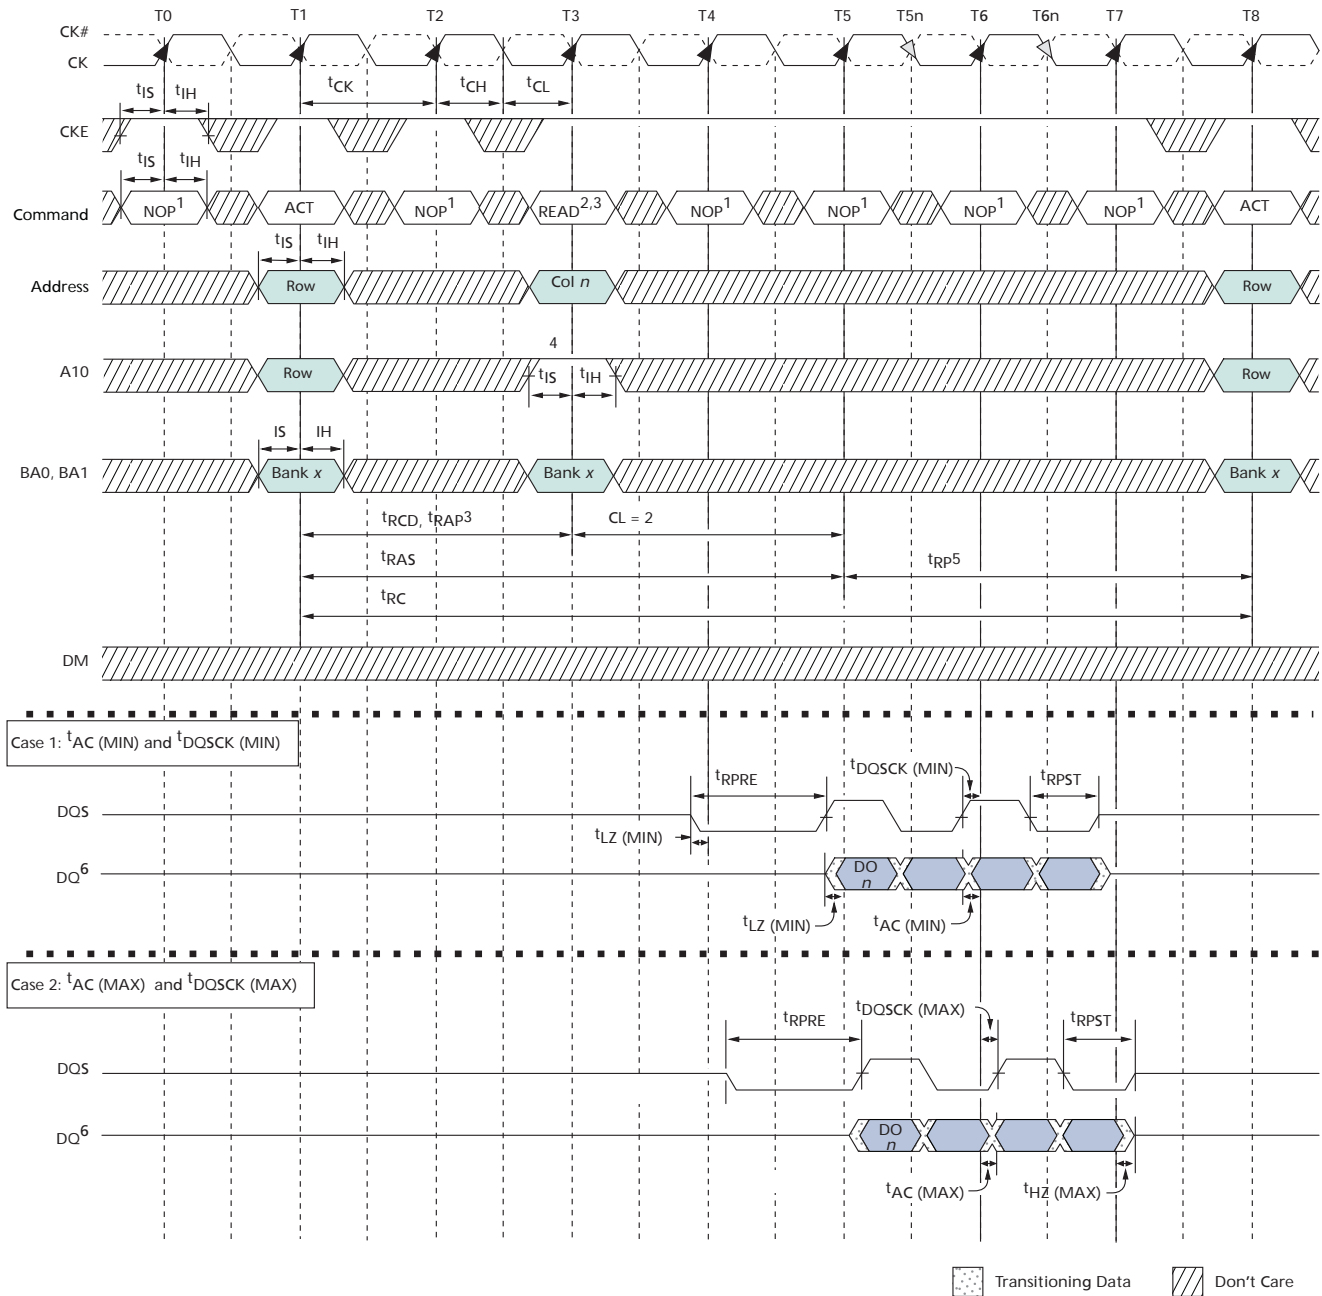 T0 T1 T2 T3 T4 T5 T5n T6 T6n T7 T8
CK#
CK
tIS tIH tCK tCH tCL
CKE
tIS tIH
Command NOP1 ACT NOP1 READ2,3 NOP1 NOP1 NOP1 NOP1 ACT
tIS tIH
Address Row Col n Row
4
A10 Row tIS tIH Row
IS IH
BA0, BA1 Bank x Bank x Bank x
tRCD, tRAP3 CL = 2
tRAS tRP5
tRC
DM
Case 1: tAC (MIN) and tDQSCK (MIN)
tRPRE tDQSCK (MIN) tRPST
DQS
tLZ (MIN)
DQ6 DO n
tLZ (MIN) tAC (MIN)
Case 2: tAC (MAX) and tDQSCK (MAX)
tRPRE tDQSCK (MAX) tRPST
DQS
DQ6 DO n
tAC (MAX) tHZ (MAX)
Transitioning Data Don't Care